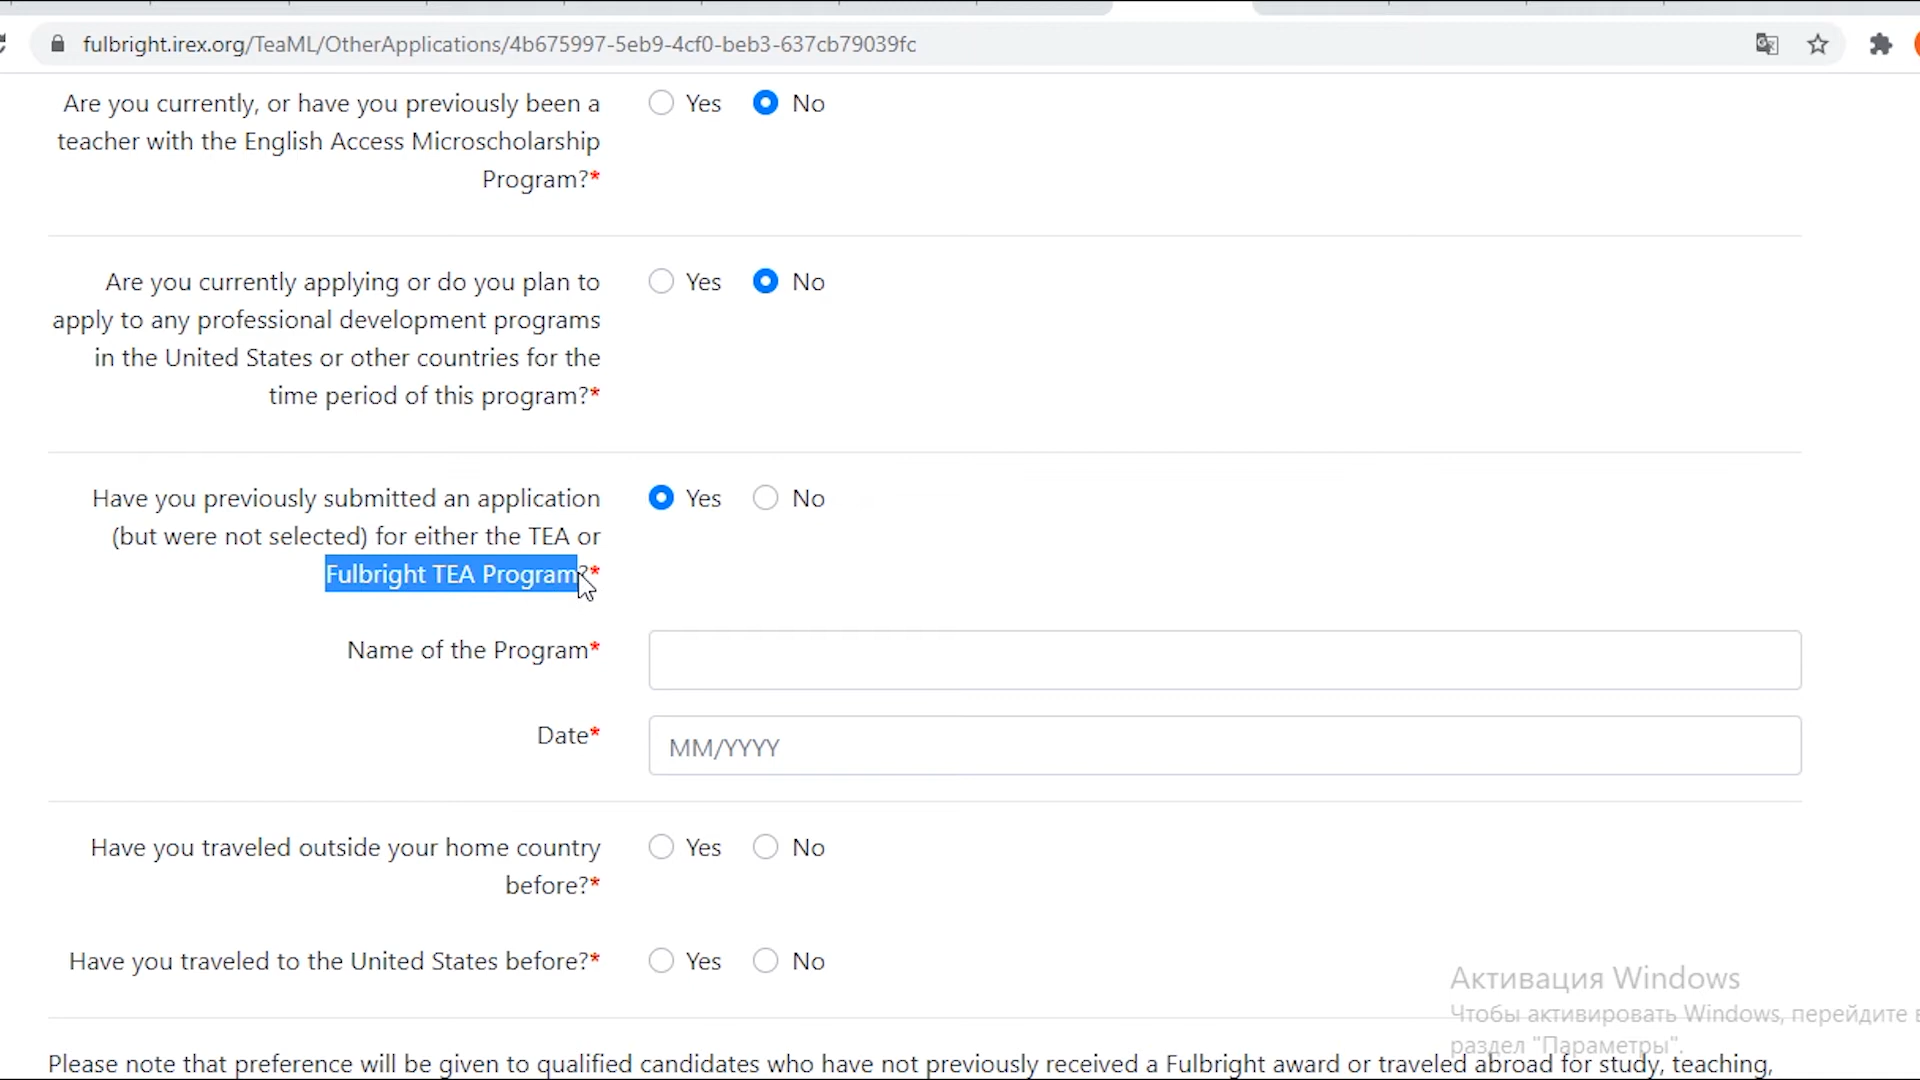 fulbright.irex.org/TeaML/OtherApplications/4b675997-5eb9-4cf0-beb3-637cb79039fc
Are you currently, or have you previously been a
teacher with the English Access Microscholarship
Program?*
Yes No
Are you currently applying or do you plan to
apply to any professional development programs
in the United States or other countries for the
time period of this program?*
Yes No
Have you previously submitted an application
(but were not selected) for either the TEA or
Fulbright TEA Program?*
Yes No
Name of the Program*
Date*
MM/YYYY
Have you traveled outside your home country
before?*
Yes No
Have you traveled to the United States before?*
Yes No
Активация Windows
Чтобы активировать Windows, перейдите в
раздел "Параметры".
Please note that preference will be given to qualified candidates who have not previously received a Fulbright award or traveled abroad for study, teaching,